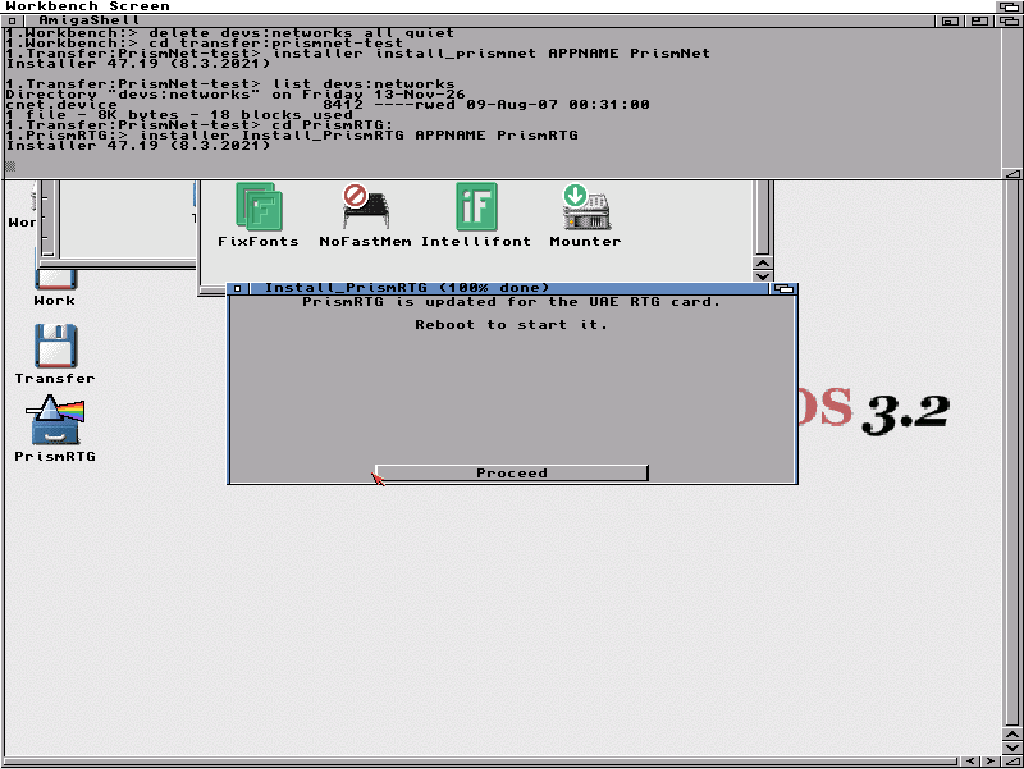 Workbench Screen
AmigaShell
1.Workbench:> delete devs:networks all quiet
1.Workbench:> cd transfer:prismnet-test
1.Transfer:PrismNet-test> installer install_prismnet APPNAME PrismNet
Installer 47.19 (8.3.2021)
1.Transfer:PrismNet-test> list devs:networks
Directory "devs:networks" on Friday 13-Nov-26
cnet.device 8412 ----rwed 09-Aug-07 00:31:00
1 file - 8K bytes - 18 blocks used
1.Transfer:PrismNet-test> cd PrismRTG:
1.PrismRTG:> installer Install_PrismRTG APPNAME PrismRTG
Installer 47.19 (8.3.2021)
FixFonts
NoFastMem
Intellifont
Mounter
Work
Transfer
PrismRTG
Install_PrismRTG (100% done)
PrismRTG is updated for the UAE RTG card.
Reboot to start it.
Proceed
OS 3.2